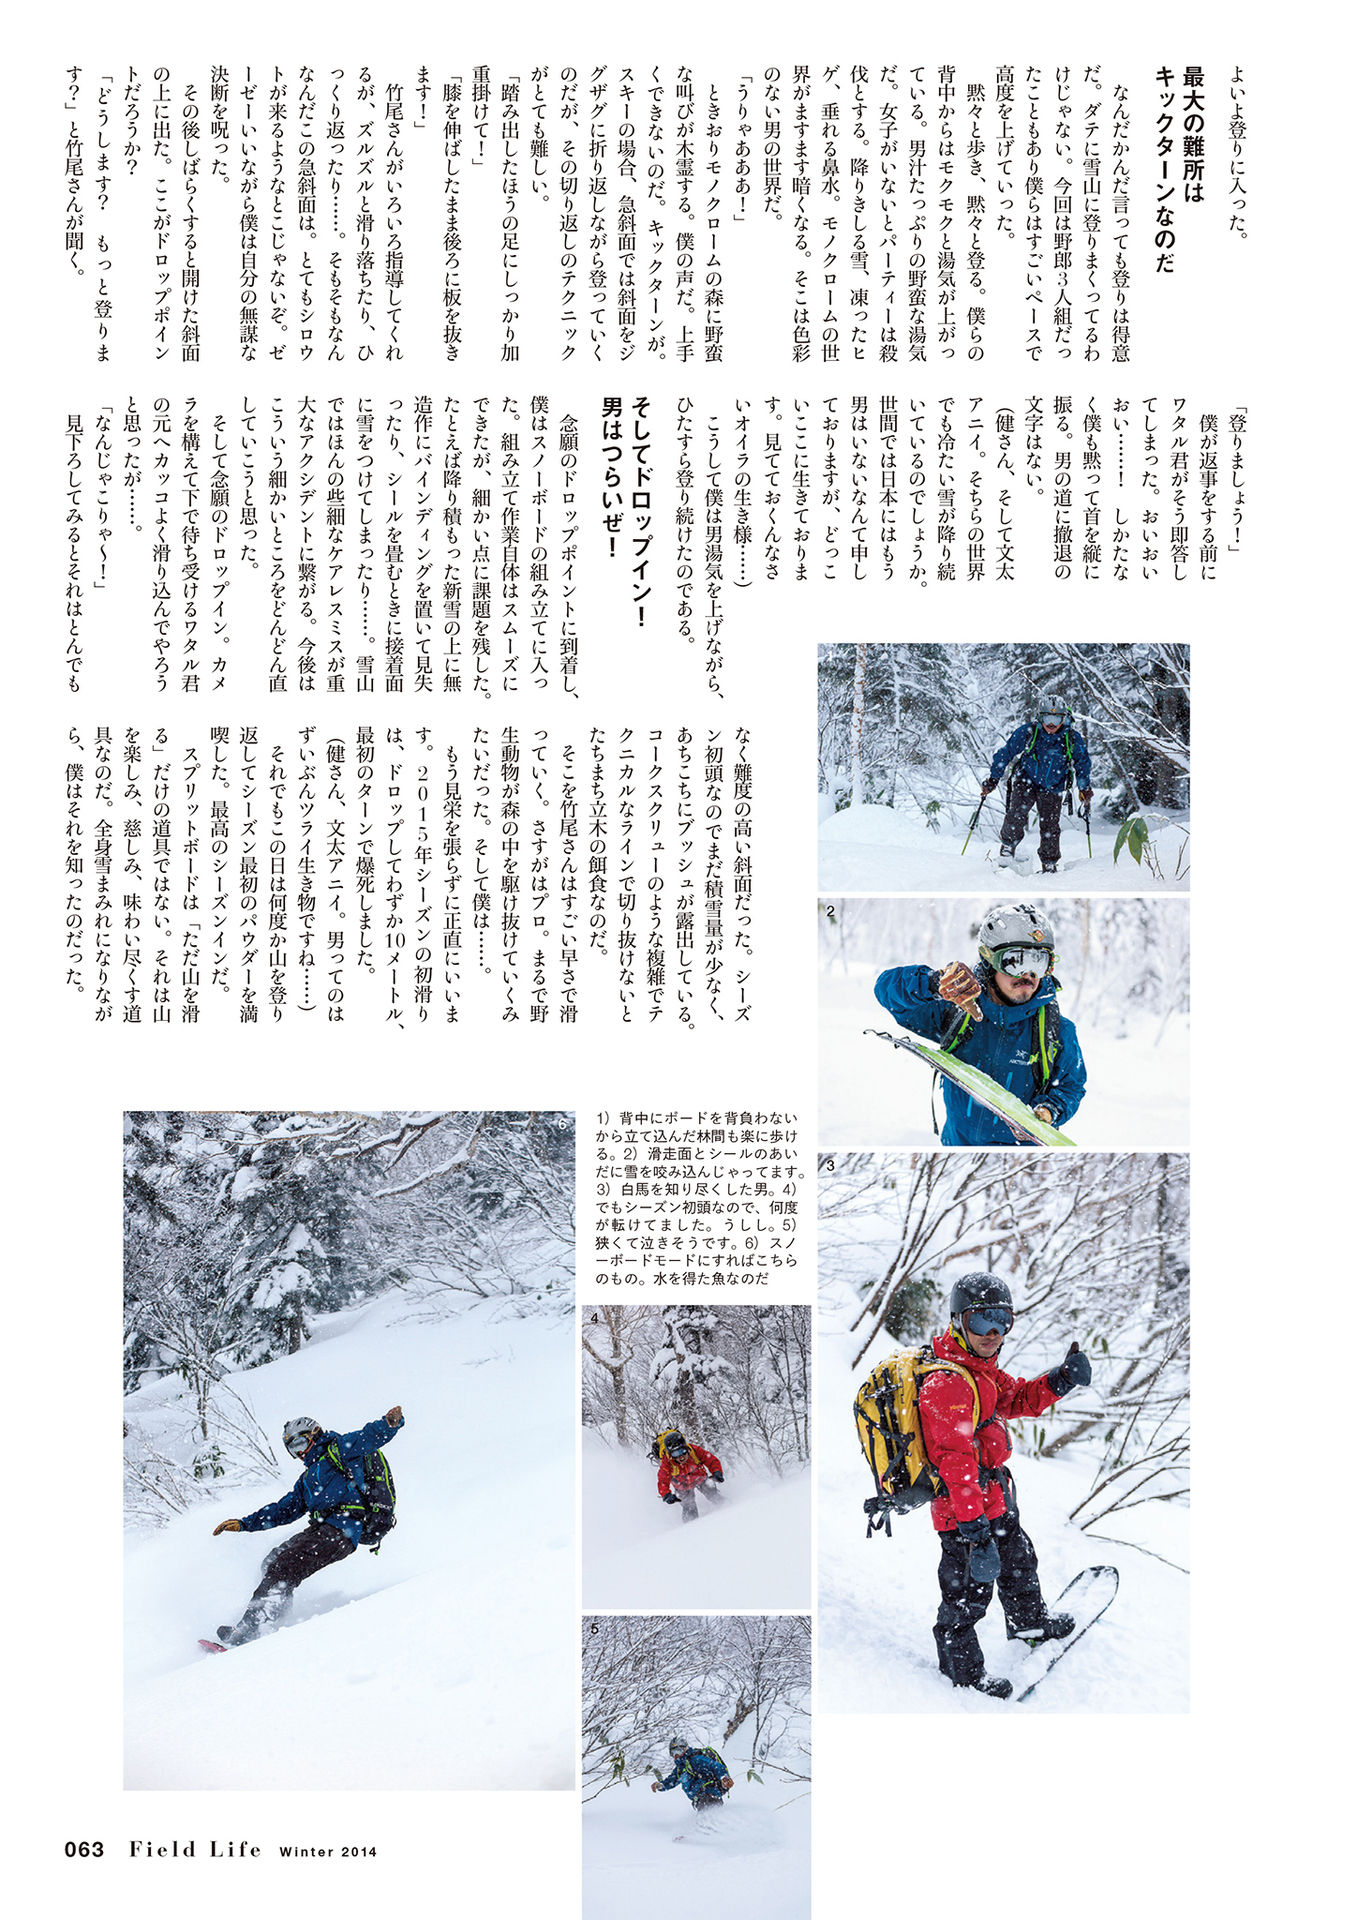 よいよ登りに入った。
最大の難所は
キックターンなのだ
なんだかんだ言っても登りは得意
だ。ダテに雪山に登りまくってるわ
けじゃない。今回は野郎3人組だっ
たこともあり僕らはすごいペースで
高度を上げていった。
黙々と歩き、黙々と登る。僕らの
背中からはモクモクと湯気が上がっ
ている。男汁たっぷりの野蛮な湯気
だ。女子がいないとパーティーは殺
伐とする。降りきしる雪、凍ったヒ
ゲ、垂れる鼻水。モノクロームの世
界がますます暗くなる。そこは色彩
のない男の世界だ。
「うりゃあああ！」
ときおりモノクロームの森に野蛮
な叫びが木霊する。僕の声だ。上手
くできないのだ。キックターンが。
スキーの場合、急斜面では斜面をジ
グザグに折り返しながら登っていく
のだが、その切り返しのテクニック
がとても難しい。
「踏み出したほうの足にしっかり加
重掛けて！」
「膝を伸ばしたまま後ろに板を抜き
ます！」
竹尾さんがいろいろ指導してくれ
るが、ズルズルと滑り落ちたり、ひ
っくり返ったり……。そもそもなん
なんだこの急斜面は。とてもシロウ
トが来るようなとこじゃないぞ。ゼ
ーゼーいいながら僕は自分の無謀な
決断を呪った。
その後しばらくすると開けた斜面
の上に出た。ここがドロップポイン
トだろうか？
「どうします？　もっと登りま
す？」と竹尾さんが聞く。
「登りましょう！」
僕が返事をする前に
ワタル君がそう即答し
てしまった。おいおい
おい……！　しかたな
く僕も黙って首を縦に
振る。男の道に撤退の
文字はない。
（健さん、そして文太
アニイ。そちらの世界
でも冷たい雪が降り続
いているのでしょうか。
世間では日本にはもう
男はいないなんて申し
ておりますが、どっこ
いここに生きておりま
す。見てておくんなさ
いオイラの生き様……）
こうして僕は男湯気を上げながら、
ひたすら登り続けたのである。
そしてドロップイン！
男はつらいぜ！
念願のドロップポイントに到着し、
僕はスノーボードの組み立てに入っ
た。組み立て作業自体はスムーズに
できたが、細かい点に課題を残した。
たとえば降り積もった新雪の上に無
造作にバインディングを置いて見失
ったり、シールを畳むときに接着面
に雪をつけてしまったり……。雪山
ではほんの些細なケアレスミスが重
大なアクシデントに繋がる。今後は
こういう細かいところをどんどん直
していこうと思った。
そして念願のドロップイン。カメ
ラを構えて下で待ち受けるワタル君
の元へカッコよく滑り込んでやろう
と思ったが……。
「なんじゃこりゃ〜！」
見下ろしてみるとそれはとんでも
なく難度の高い斜面だった。シーズ
ン初頭なのでまだ積雪量が少なく、
あちこちにブッシュが露出している。
コークスクリューのような複雑でテ
クニカルなラインで切り抜けないと
たちまち立木の餌食なのだ。
そこを竹尾さんはすごい早さで滑
っていく。さすがはプロ。まるで野
生動物が森の中を駆け抜けていくみ
たいだった。そして僕は……。
もう見栄を張らずに正直にいいま
す。2015年シーズンの初滑り
は、ドロップしてわずか10メートル、
最初のターンで爆死しました。
（健さん、文太アニイ。男ってのは
ずいぶんツライ生き物ですね……）
それでもこの日は何度か山を登り
返してシーズン最初のパウダーを満
喫した。最高のシーズンインだ。
スプリットボードは「ただ山を滑
る」だけの道具ではない。それは山
を楽しみ、慈しみ、味わい尽くす道
具なのだ。全身雪まみれになりなが
ら、僕はそれを知ったのだった。
2
3
1）背中にボードを背負わない
から立て込んだ林間も楽に歩け
る。2）滑走面とシールのあい
だに雪を咬み込んじゃってます。
3）白馬を知り尽くした男。4）
でもシーズン初頭なので、何度
が転けてました。うしし。5）
狭くて泣きそうです。6）スノ
ーボードモードにすればこちら
のもの。水を得た魚なのだ
6
4
5
063 Field Life Winter 2014